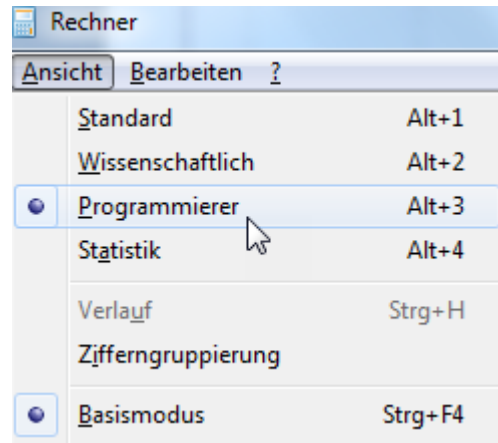 Rechner
Ansicht Bearbeiten ?
Standard Alt+1
Wissenschaftlich Alt+2
Programmierer Alt+3
Statistik Alt+4
Verlauf Strg+H
Zifferngruppierung
Basismodus Strg+F4